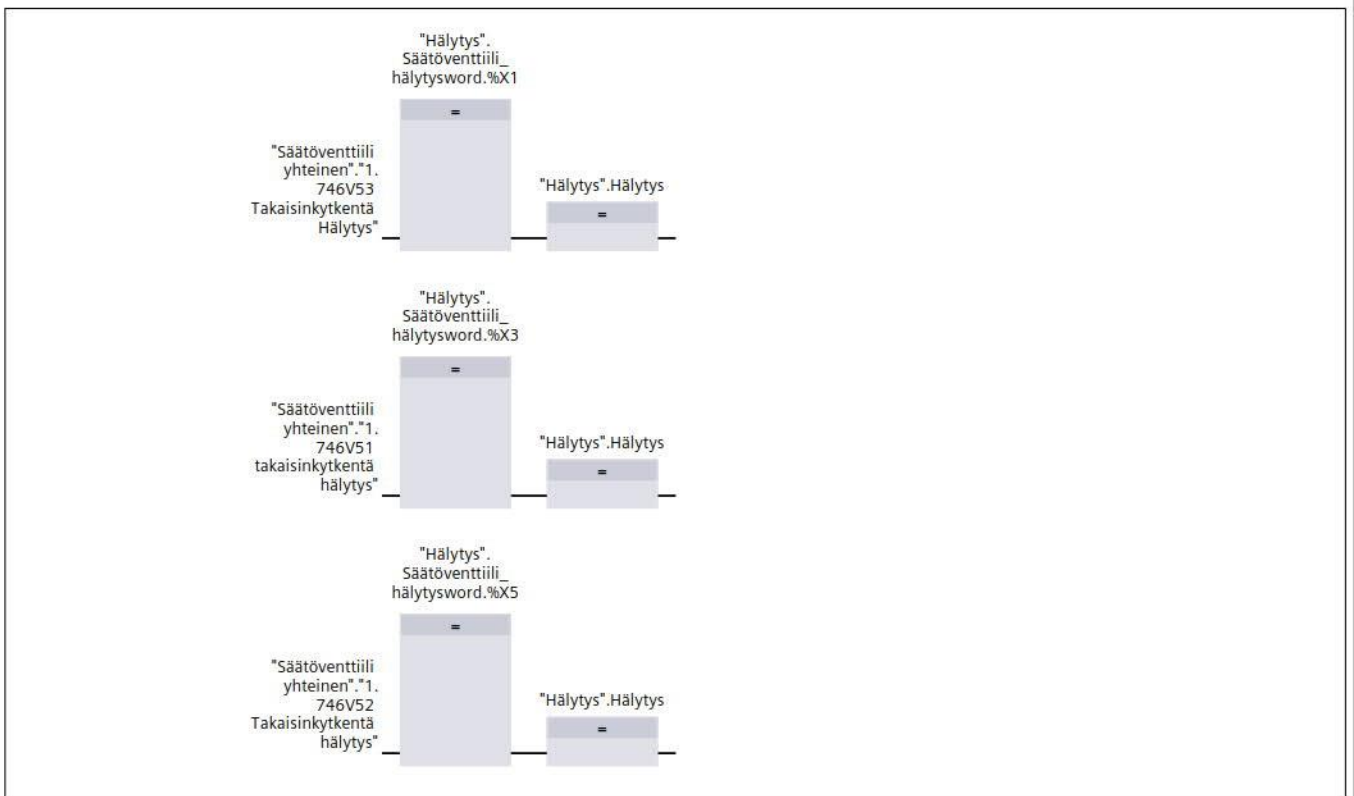 "Hälytys".
Säätöventtiili_
hälytysword.%X1
=
"Säätöventtiili
yhteinen"."1.
746V53
Takaisinkytkentä
Hälytys"
"Hälytys".Hälytys
=
"Hälytys".
Säätöventtiili_
hälytysword.%X3
=
"Säätöventtiili
yhteinen"."1.
746V51
takaisinkytkentä
hälytys"
"Hälytys".Hälytys
=
"Hälytys".
Säätöventtiili_
hälytysword.%X5
=
"Säätöventtiili
yhteinen"."1.
746V52
Takaisinkytkentä
hälytys"
"Hälytys".Hälytys
=